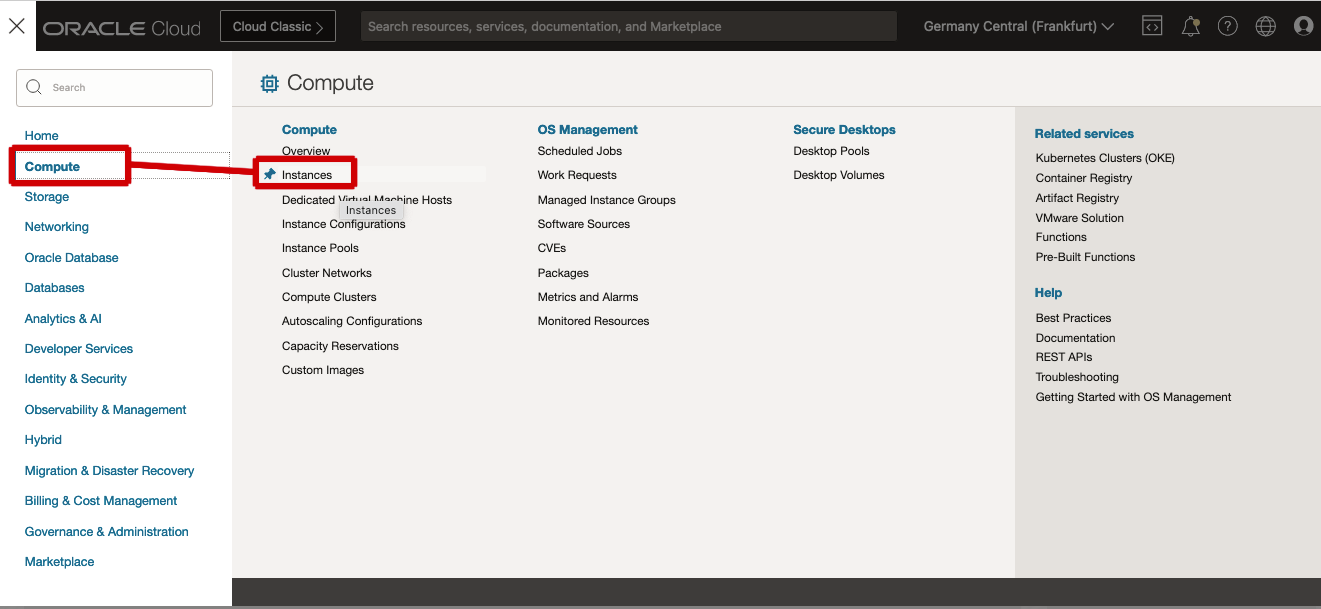 ORACLE Cloud
Cloud Classic
Search resources, services, documentation, and Marketplace
Germany Central (Frankfurt)
Search
Home
Compute
Storage
Networking
Oracle Database
Databases
Analytics & AI
Developer Services
Identity & Security
Observability & Management
Hybrid
Migration & Disaster Recovery
Billing & Cost Management
Governance & Administration
Marketplace
Compute
Compute
Overview
Instances
Dedicated Virtual Machine Hosts
Instances
Instance Configurations
Instance Pools
Cluster Networks
Compute Clusters
Autoscaling Configurations
Capacity Reservations
Custom Images
OS Management
Scheduled Jobs
Work Requests
Managed Instance Groups
Software Sources
CVEs
Packages
Metrics and Alarms
Monitored Resources
Secure Desktops
Desktop Pools
Desktop Volumes
Related services
Kubernetes Clusters (OKE)
Container Registry
Artifact Registry
VMware Solution
Functions
Pre-Built Functions
Help
Best Practices
Documentation
REST APIs
Troubleshooting
Getting Started with OS Management